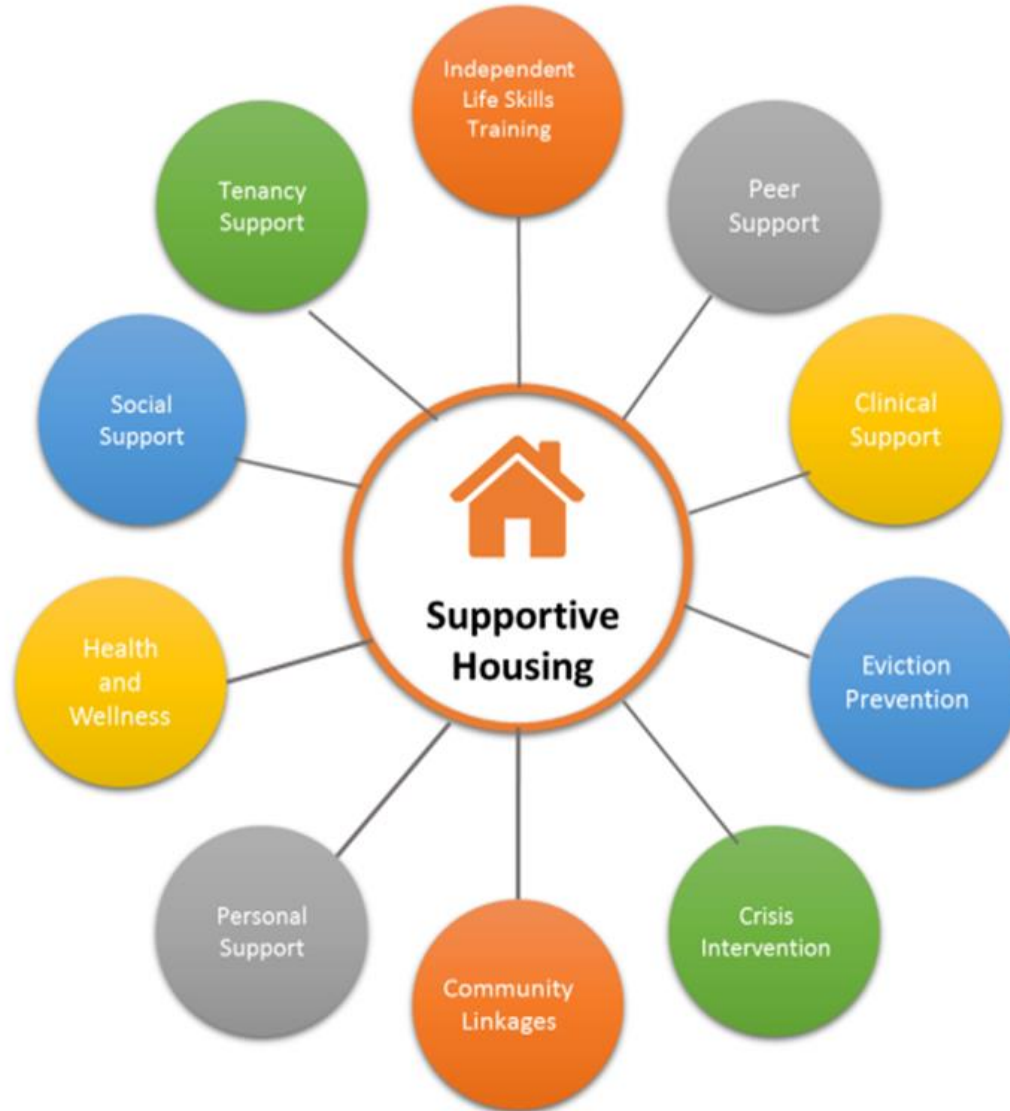 Independent
Life Skills
Training
Peer
Support
Clinical
Support
Eviction
Prevention
Crisis
Intervention
Community
Linkages
Personal
Support
Health
and
Wellness
Social
Support
Tenancy
Support
Supportive
Housing